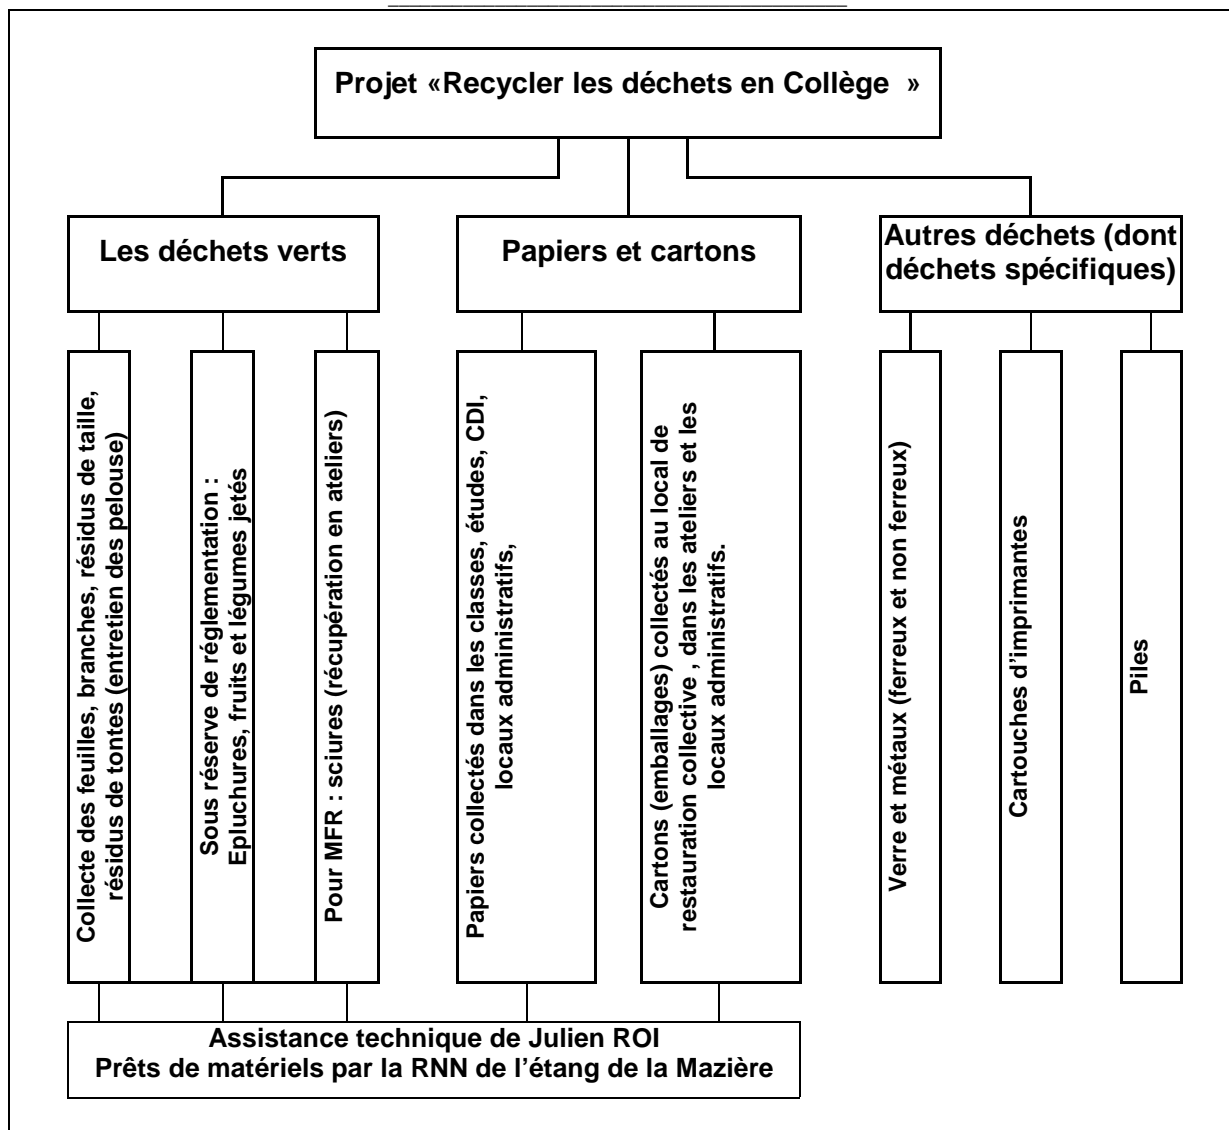 Projet «Recycler les déchets en Collège »
Les déchets verts
Papiers et cartons
Autres déchets (dont
déchets spécifiques)
Collecte des feuilles, branches, résidus de taille,
résidus de tontes (entretien des pelouse)
Sous réserve de réglementation :
Epluchures, fruits et légumes jetés
Pour MFR : sciures (récupération en ateliers)
Papiers collectés dans les classes, études, CDI,
locaux administratifs,
Cartons (emballages) collectés au local de
restauration collective , dans les ateliers et les
locaux administratifs.
Verre et métaux (ferreux et non ferreux)
Cartouches d’imprimantes
Piles
Assistance technique de Julien ROI
Prêts de matériels par la RNN de l’étang de la Mazière